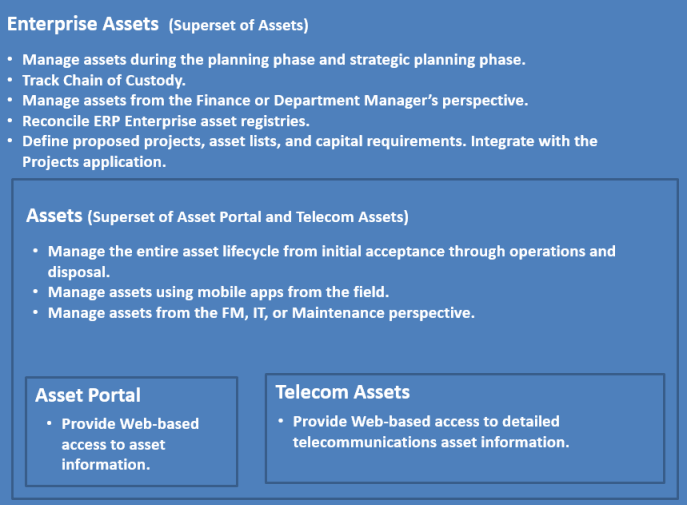 Enterprise Assets (Superset of Assets)
• Manage assets during the planning phase and strategic planning phase.
• Track Chain of Custody.
• Manage assets from the Finance or Department Manager's perspective.
• Reconcile ERP Enterprise asset registries.
• Define proposed projects, asset lists, and capital requirements. Integrate with the
Projects application.
Assets (Superset of Asset Portal and Telecom Assets)
• Manage the entire asset lifecycle from initial acceptance through operations and
disposal.
• Manage assets using mobile apps from the field.
• Manage assets from the FM, IT, or Maintenance perspective.
Asset Portal
• Provide Web-based
access to asset
information.
Telecom Assets
• Provide Web-based access to detailed
telecommunications asset information.